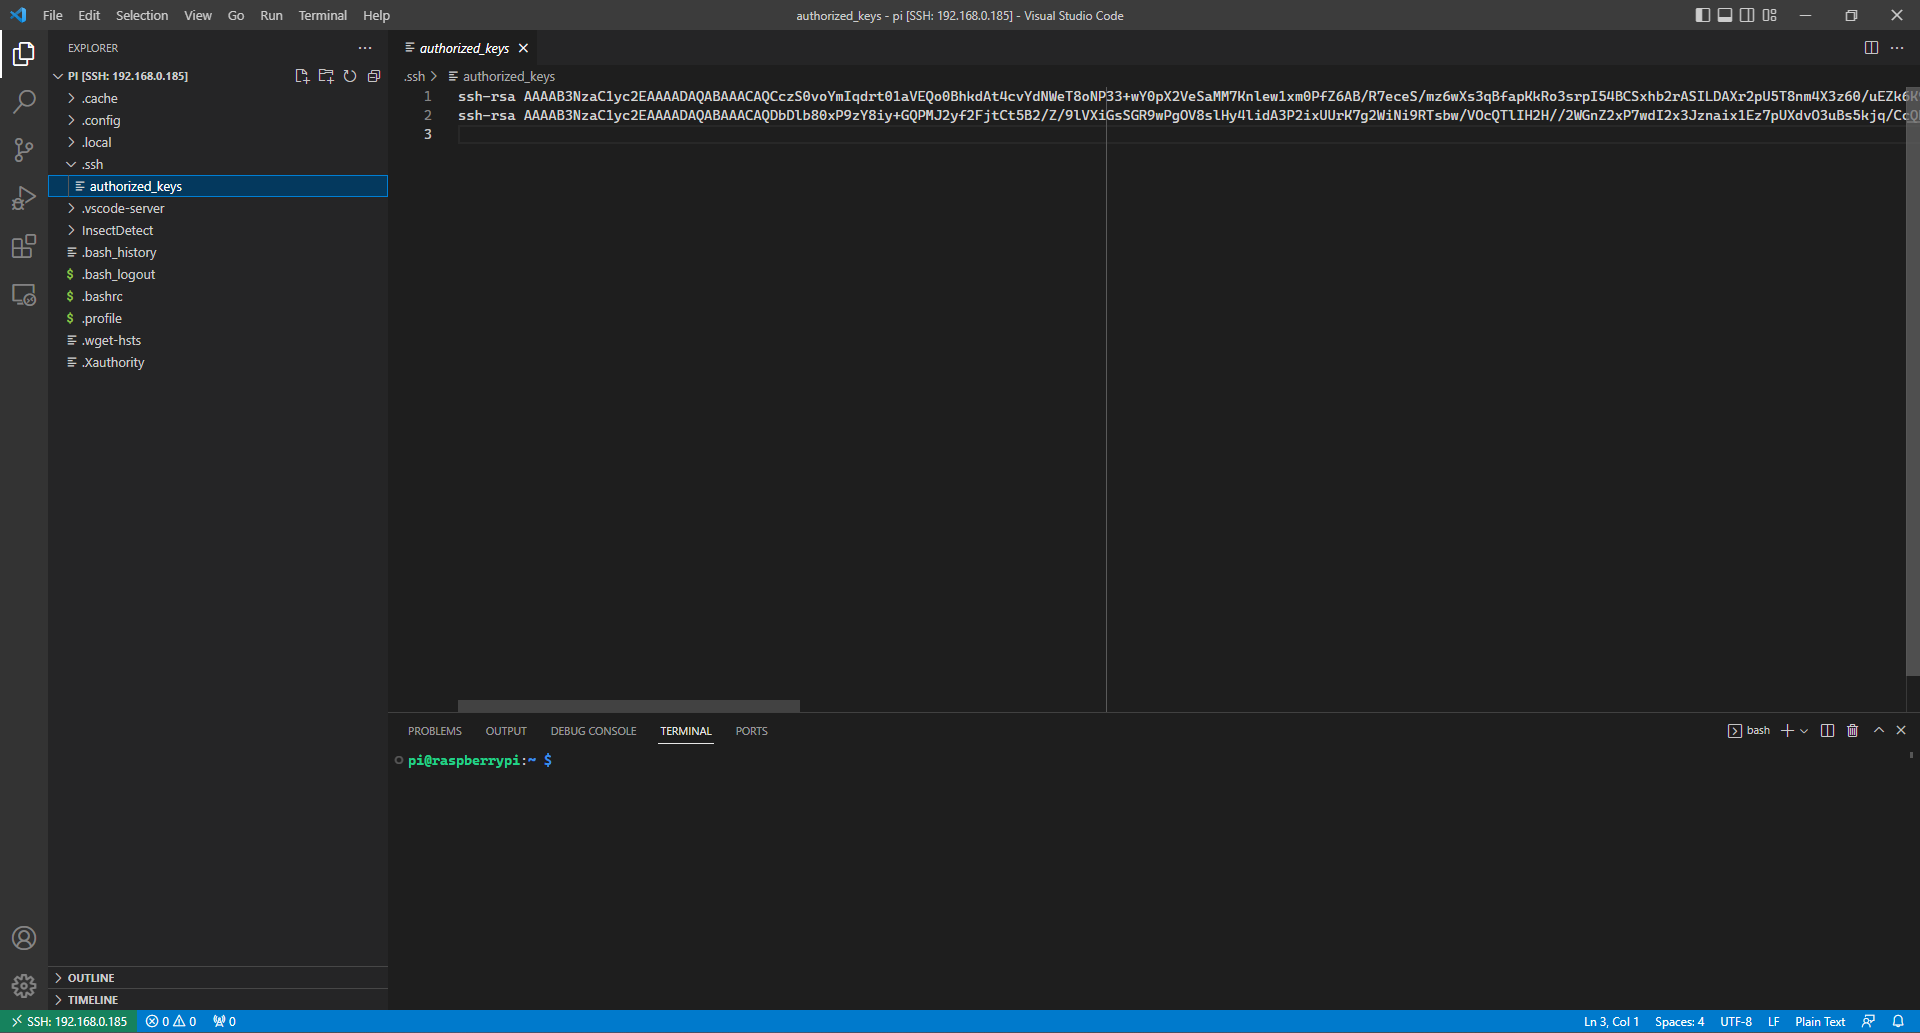 File Edit Selection View Go Run Terminal Help
authorized_keys - pi [SSH: 192.168.0.185] - Visual Studio Code
EXPLORER
PI [SSH: 192.168.0.185]
.cache
.config
.local
.ssh
authorized_keys
.vscode-server
InsectDetect
.bash_history
$ .bash_logout
$ .bashrc
$ .profile
.wget-hsts
.Xauthority
OUTLINE
TIMELINE
authorized_keys
.ssh > authorized_keys
1 ssh-rsa AAAAB3NzaC1yc2EAAAADAQABAAACAQCczS0voYmIqdrt01aVEQo0BhkdAt4cvYdNWeT8oNP33+wY0pX2VeSaMM7Knlew1xm0PfZ6AB/R7eceS/mz6wXs3qBfapKkRo3srpI54BCSxhb2rASILDAXr2pU5T8nm4X3z60/uEZk6K
2 ssh-rsa AAAAB3NzaC1yc2EAAAADAQABAAACAQDbDlb80xP9zY8iy+GQPMJ2yf2FjtCt5B2/Z/9lVXiGsSGR9wPgOV8slHy4lidA3P2ixUUrK7g2WiNi9RTsbw/VOcQTlIH2H//2WGnZ2xP7wdI2x3Jznaix1Ez7pUXdvO3uBs5kjq/CcQ
3
PROBLEMS OUTPUT DEBUG CONSOLE TERMINAL PORTS
bash
pi@raspberrypi:~ $
SSH: 192.168.0.185 0 0 0
Ln 3, Col 1 Spaces: 4 UTF-8 LF Plain Text